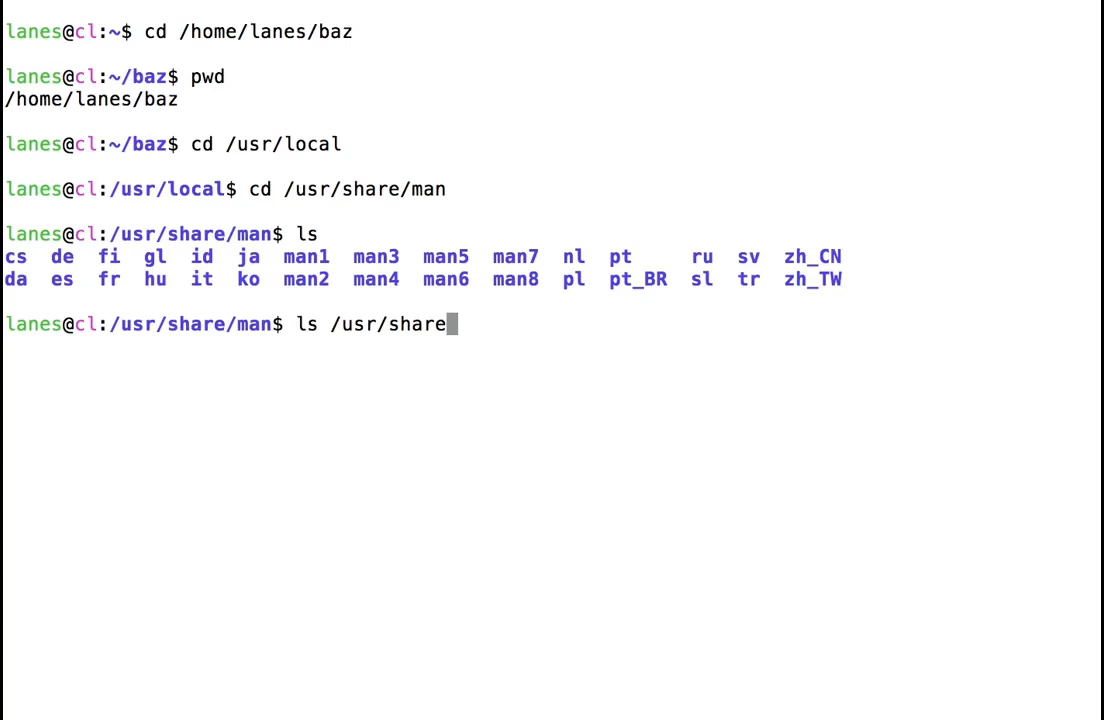 lanes@cl:~$ cd /home/lanes/baz
lanes@cl:~/baz$ pwd
/home/lanes/baz
lanes@cl:~/baz$ cd /usr/local
lanes@cl:/usr/local$ cd /usr/share/man
lanes@cl:/usr/share/man$ ls
cs  de  fi  gl  id  ja  man1  man3  man5  man7  nl  pt     ru  sv  zh_CN
da  es  fr  hu  it  ko  man2  man4  man6  man8  pl  pt_BR  sl  tr  zh_TW
lanes@cl:/usr/share/man$ ls /usr/share